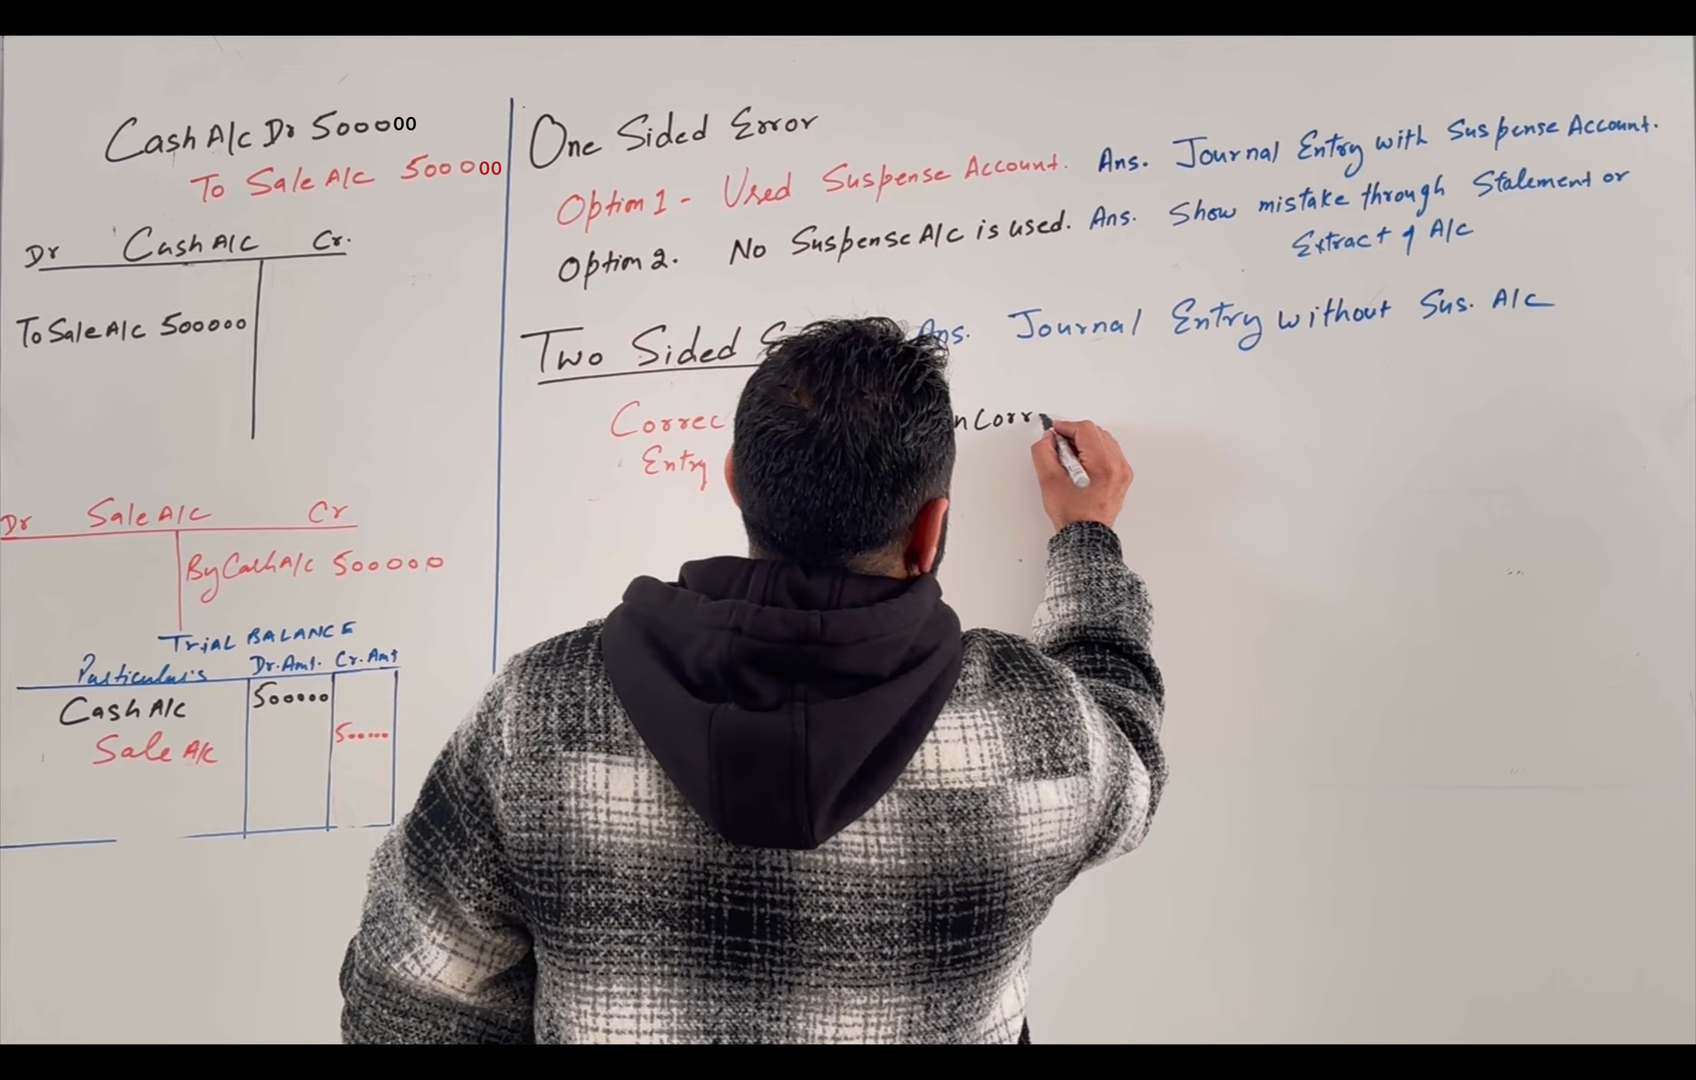 Cash A/c Dr 500000
To Sale A/c 500000
Dr Cash A/c Cr.
To Sale A/c 500000
Dr Sale A/c Cr
By Cash A/c 500000
TRIAL BALANCE
Particulars Dr. Amt. Cr. Amt
Cash A/c 500000
Sale A/c 500000
One Sided Error
Option 1 - Used Suspense Account. Ans. Journal Entry with Suspense Account.
Option 2. No Suspense A/c is used. Ans. Show mistake through Statement or
Extract of A/c
Two Sided Ans. Journal Entry without Sus. A/c
Correc nCorr
Entry